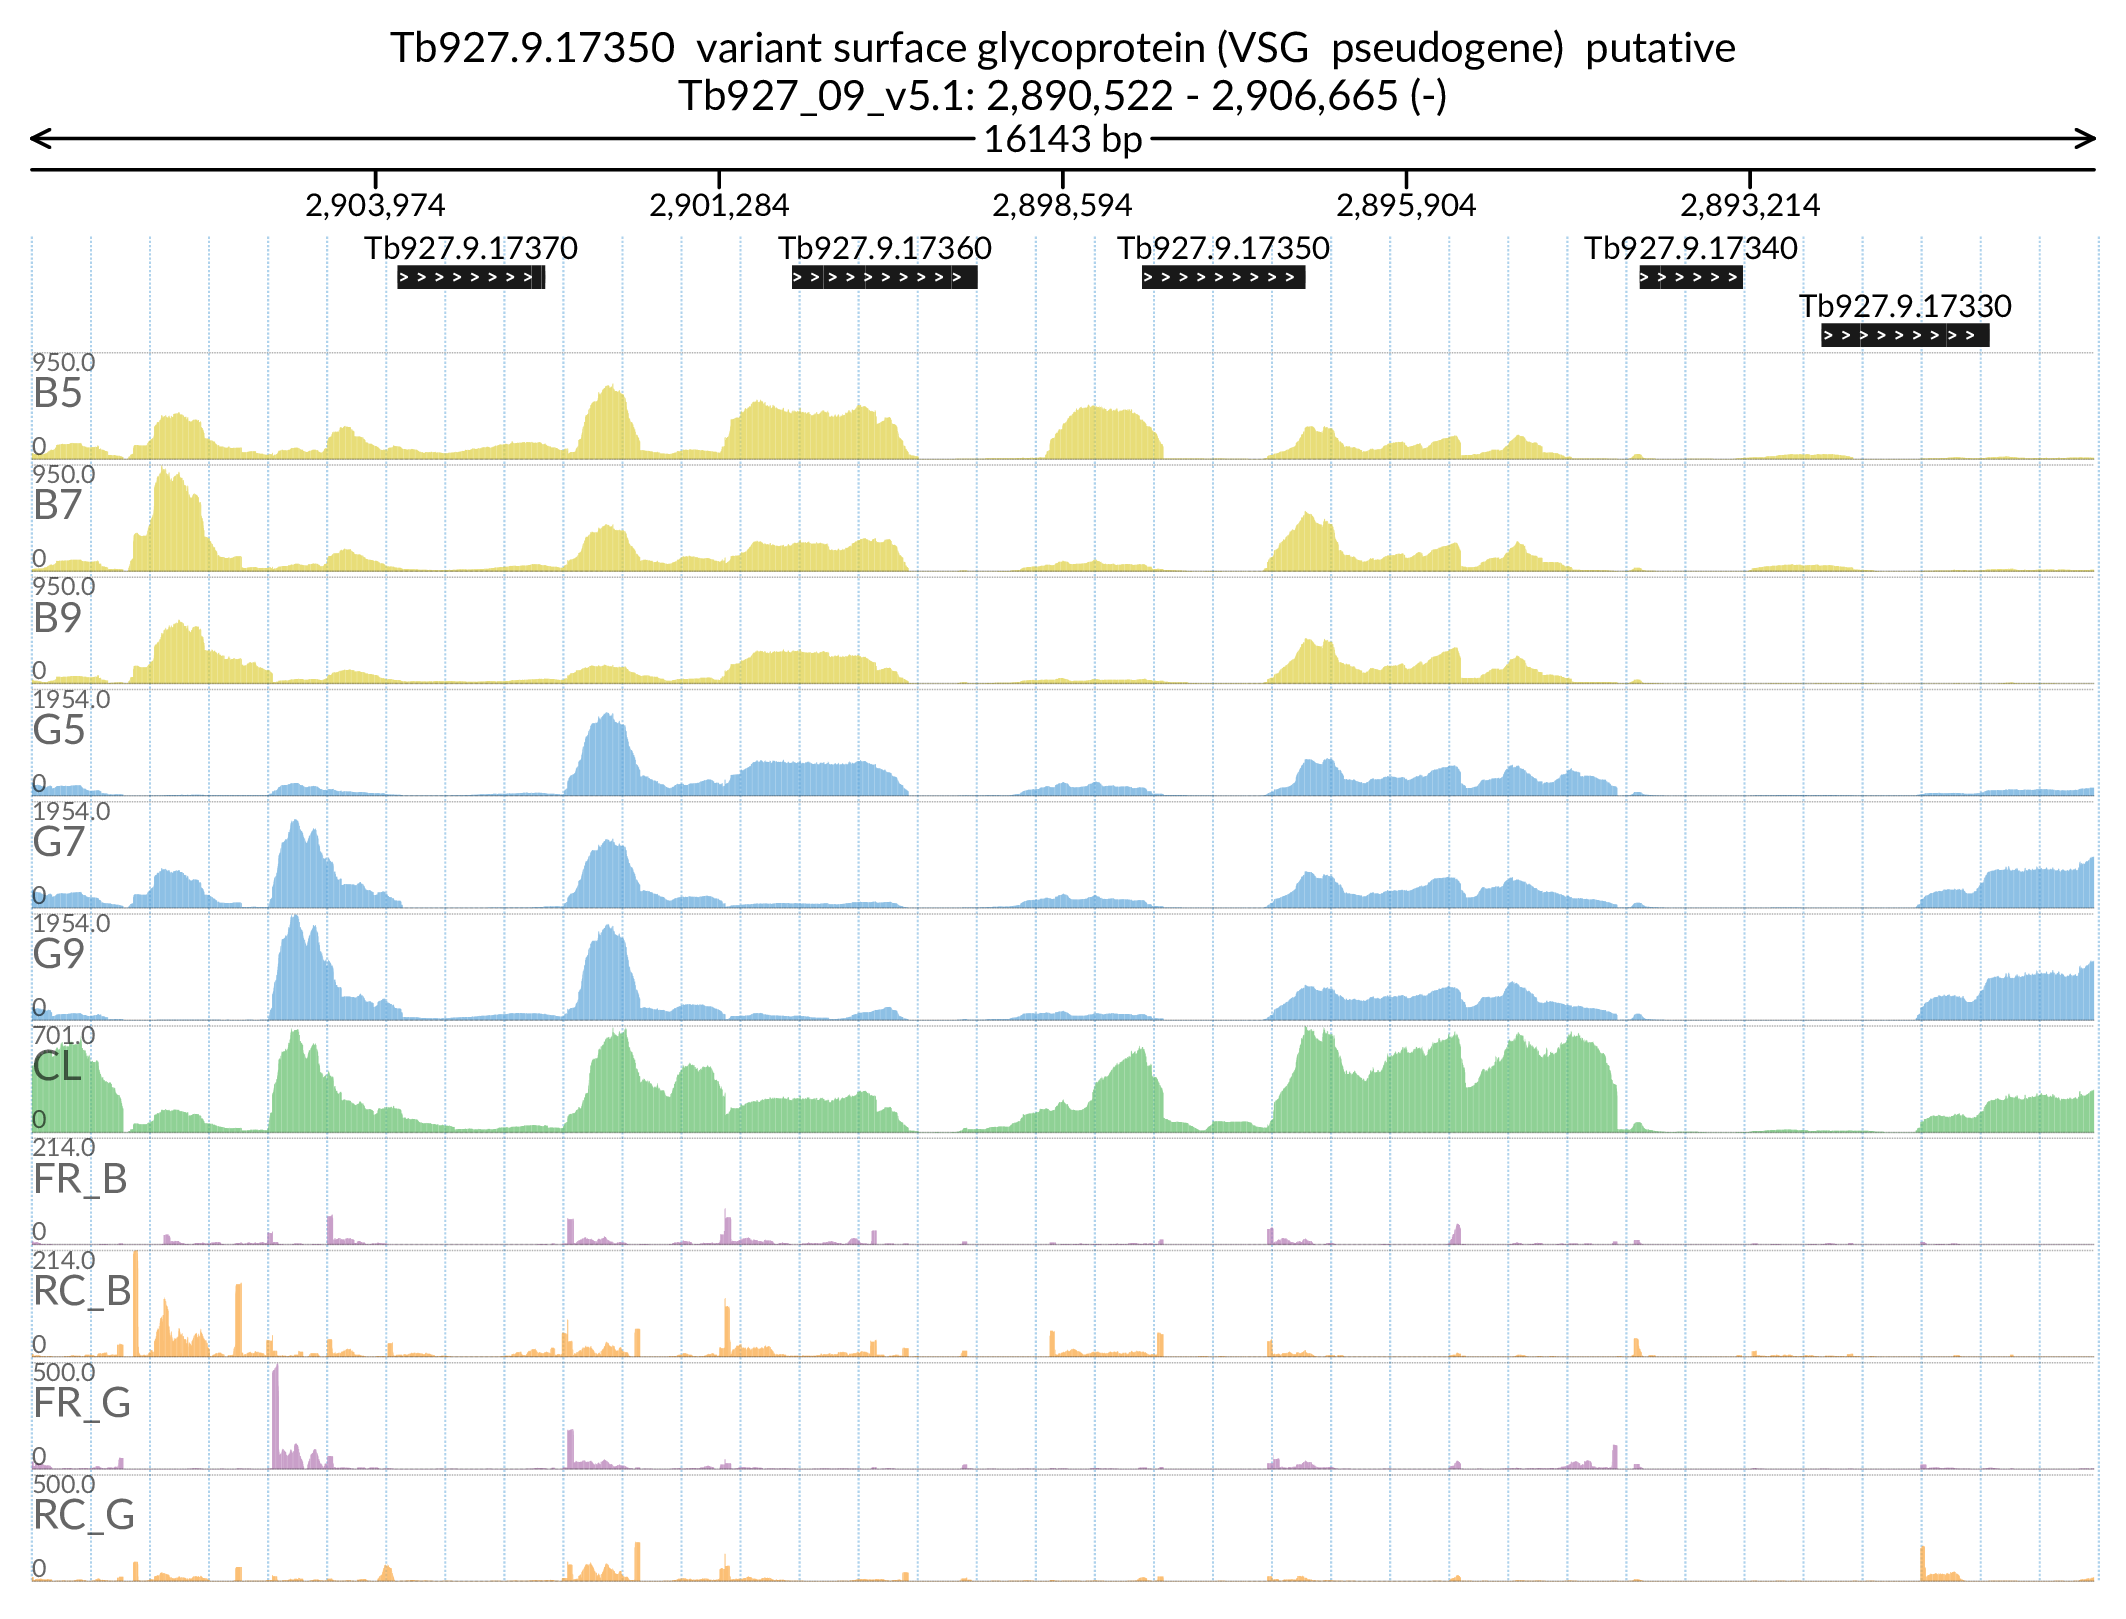 Tb927.9.17350  variant surface glycoprotein (VSG  pseudogene)  putative
Tb927_09_v5.1: 2,890,522 - 2,906,665 (-)
16143 bp
2,903,974 2,901,284 2,898,594 2,895,904 2,893,214
Tb927.9.17370 Tb927.9.17360 Tb927.9.17350 Tb927.9.17340
Tb927.9.17330
950.0
B5
0
950.0
B7
0
950.0
B9
0
1954.0
G5
0
1954.0
G7
0
1954.0
G9
0
701.0
CL
0
214.0
FR_B
0
214.0
RC_B
0
500.0
FR_G
0
500.0
RC_G
0